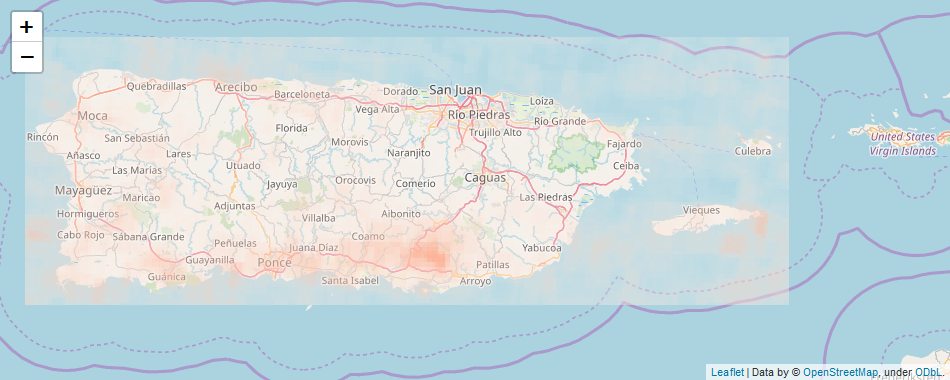 +
−
San Juan
Quebradillas
Arecibo
Barceloneta
Dorado
Loiza
Vega Alta
Moca
Río Piedras
Río Grande
Florida
Trujillo Alto
Rincón
San Sebastián
Morovis
Fajardo
Culebra
United States
Virgin Islands
Añasco
Lares
Naranjito
Utuado
Ceiba
Las Marías
Caguas
Mayagüez
Jayuya
Orocovis
Comerio
Maricao
Las Piedras
Adjuntas
Hormigueros
Villalba
Aibonito
Vieques
Cabo Rojo
Sabana Grande
Coamo
Peñuelas
Juana Díaz
Yabucoa
Guayanilla
Ponce
Patillas
Guánica
Santa Isabel
Arroyo
Leaflet | Data by © OpenStreetMap, under ODbL.